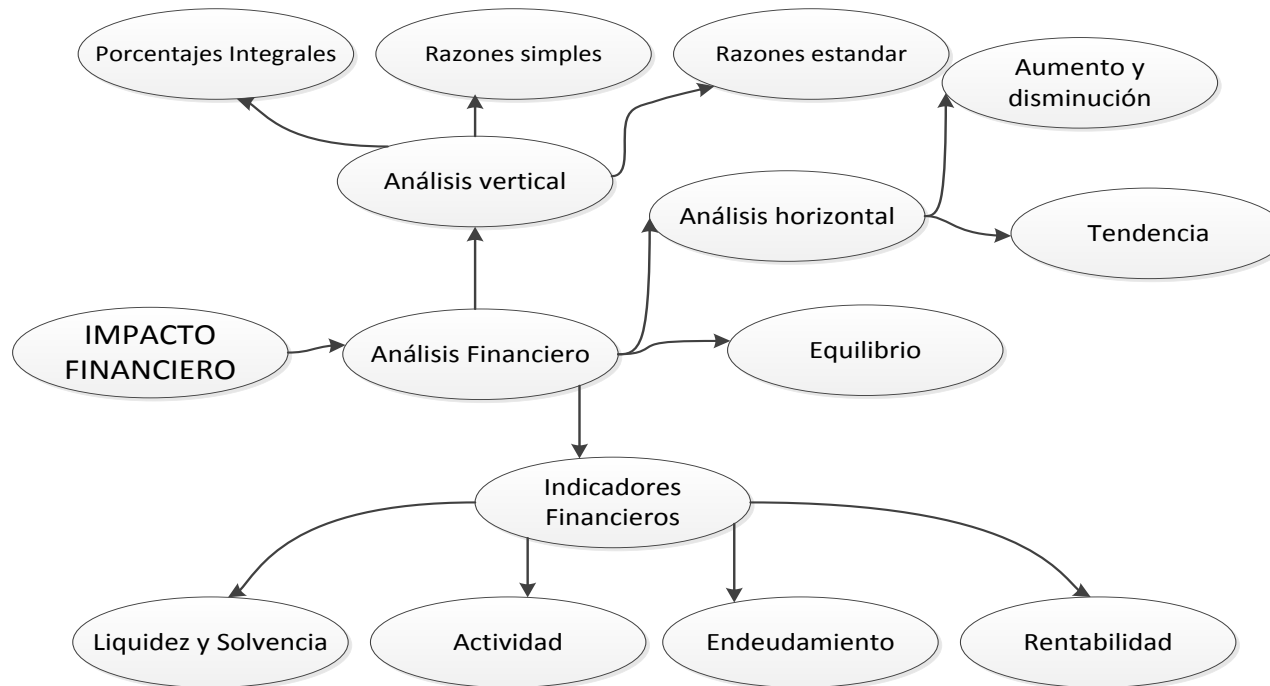 Porcentajes Integrales
Razones simples
Razones estandar
Aumento y
disminución
Análisis vertical
Análisis horizontal
Tendencia
IMPACTO
FINANCIERO
Análisis Financiero
Equilibrio
Indicadores
Financieros
Liquidez y Solvencia
Actividad
Endeudamiento
Rentabilidad